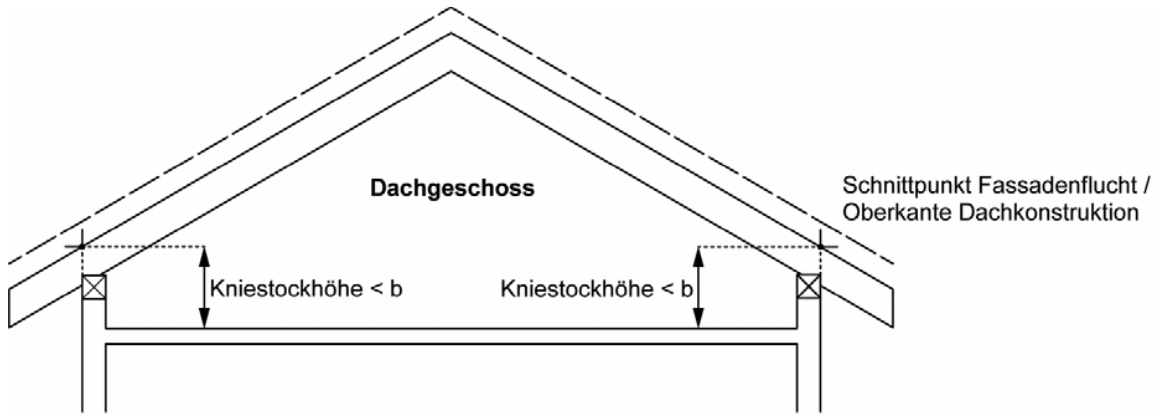 Dachgeschoss
Schnittpunkt Fassadenflucht /
Oberkante Dachkonstruktion
Kniestockhöhe < b
Kniestockhöhe < b